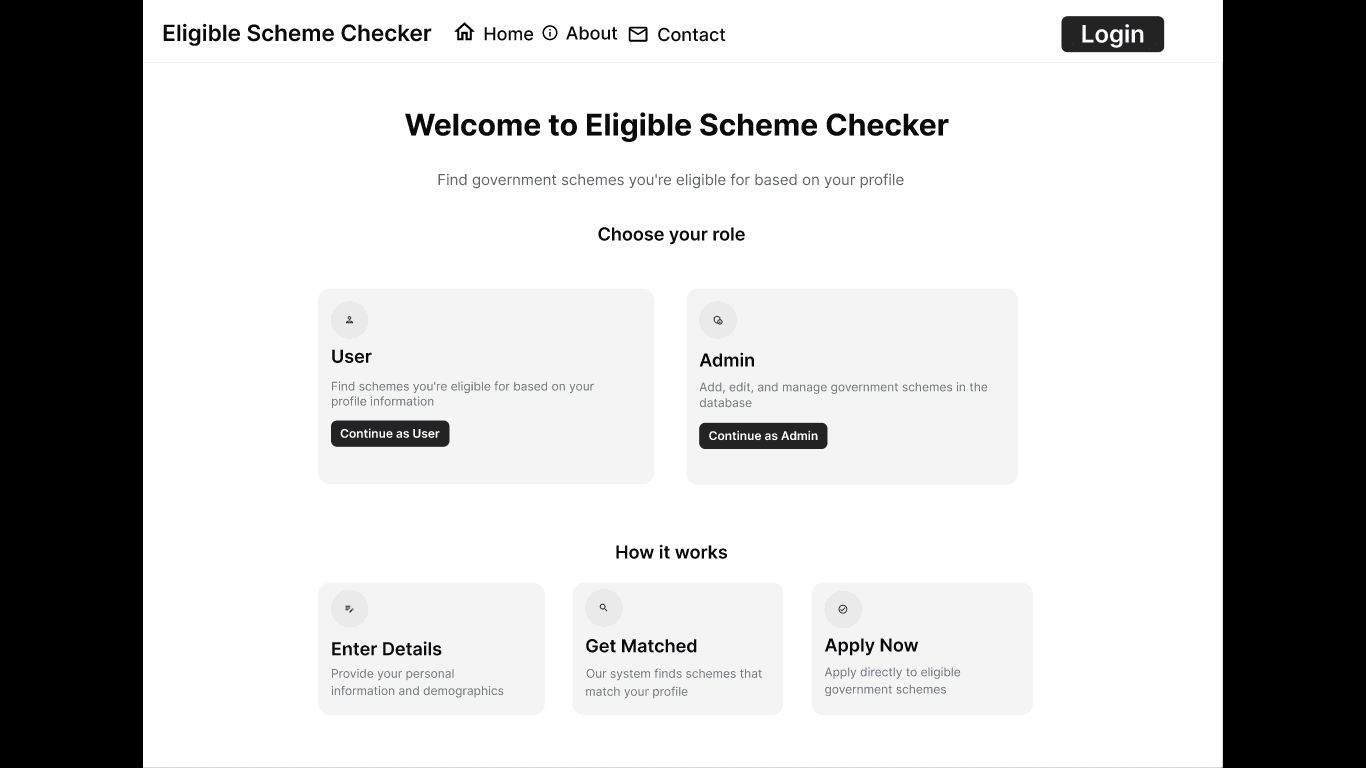 Eligible Scheme Checker Home About Contact Login
Welcome to Eligible Scheme Checker
Find government schemes you're eligible for based on your profile
Choose your role
User
Find schemes you're eligible for based on your
profile information
Continue as User
Admin
Add, edit, and manage government schemes in the
database
Continue as Admin
How it works
Enter Details
Provide your personal
information and demographics
Get Matched
Our system finds schemes that
match your profile
Apply Now
Apply directly to eligible
government schemes